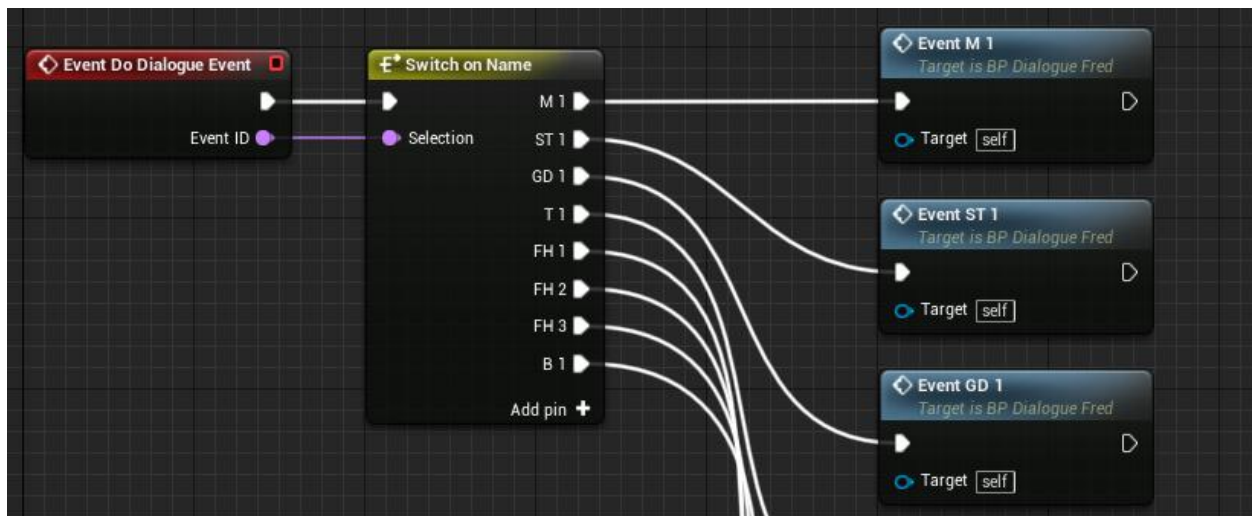 Event Do Dialogue Event
Event ID
Switch on Name
Selection
M 1
ST 1
GD 1
T 1
FH 1
FH 2
FH 3
B 1
Add pin +
Event M 1
Target is BP Dialogue Fred
Target self
Event ST 1
Target is BP Dialogue Fred
Target self
Event GD 1
Target is BP Dialogue Fred
Target self